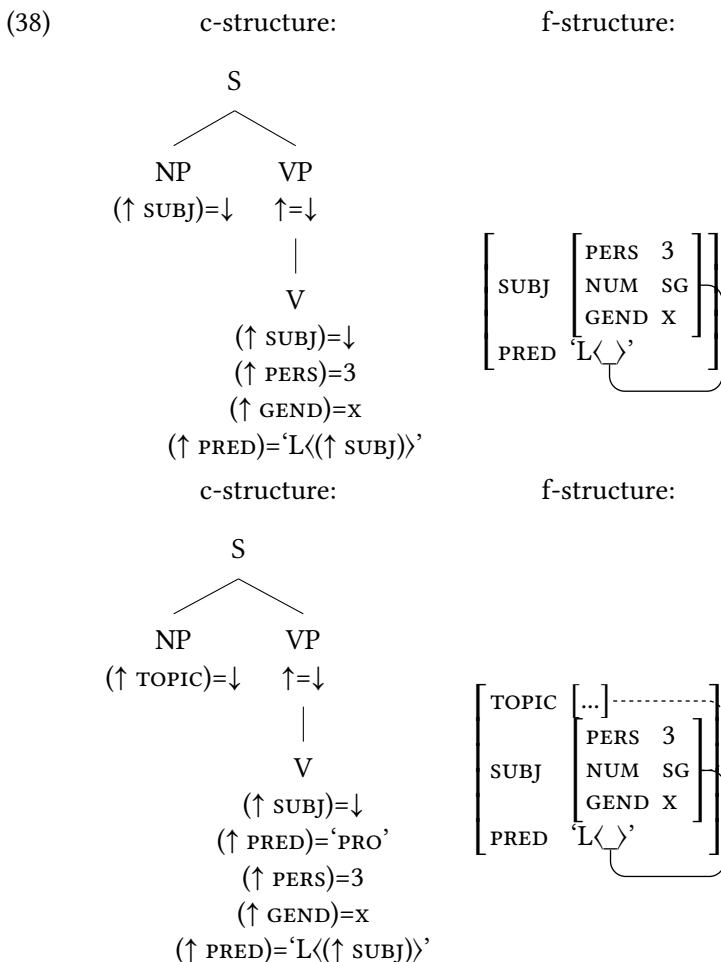 (38) c-structure: f-structure:
S
NP VP
(↑ SUBJ)=↓ ↑=↓
V
(↑ SUBJ)=↓
(↑ PERS)=3
(↑ GEND)=X
(↑ PRED)=‘L⟨(↑ SUBJ)⟩’
SUBJ
PERS 3
NUM SG
GEND X
PRED ‘L⟨_⟩’
c-structure: f-structure:
S
NP VP
(↑ TOPIC)=↓ ↑=↓
V
(↑ SUBJ)=↓
(↑ PRED)=‘PRO’
(↑ PERS)=3
(↑ GEND)=X
(↑ PRED)=‘L⟨(↑ SUBJ)⟩’
TOPIC [...]
SUBJ
PERS 3
NUM SG
GEND X
PRED ‘L⟨_⟩’